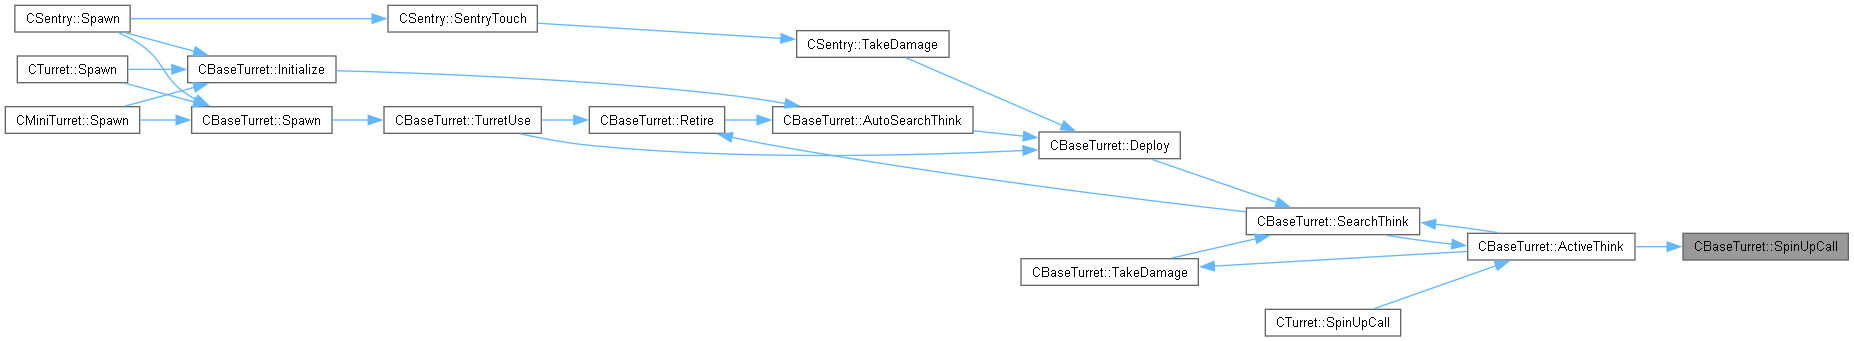 CSentry::Spawn
CSentry::SentryTouch
CSentry::TakeDamage
CTurret::Spawn
CBaseTurret::Initialize
CMiniTurret::Spawn
CBaseTurret::Spawn
CBaseTurret::TurretUse
CBaseTurret::Retire
CBaseTurret::AutoSearchThink
CBaseTurret::Deploy
CBaseTurret::SearchThink
CBaseTurret::ActiveThink
CBaseTurret::SpinUpCall
CBaseTurret::TakeDamage
CTurret::SpinUpCall